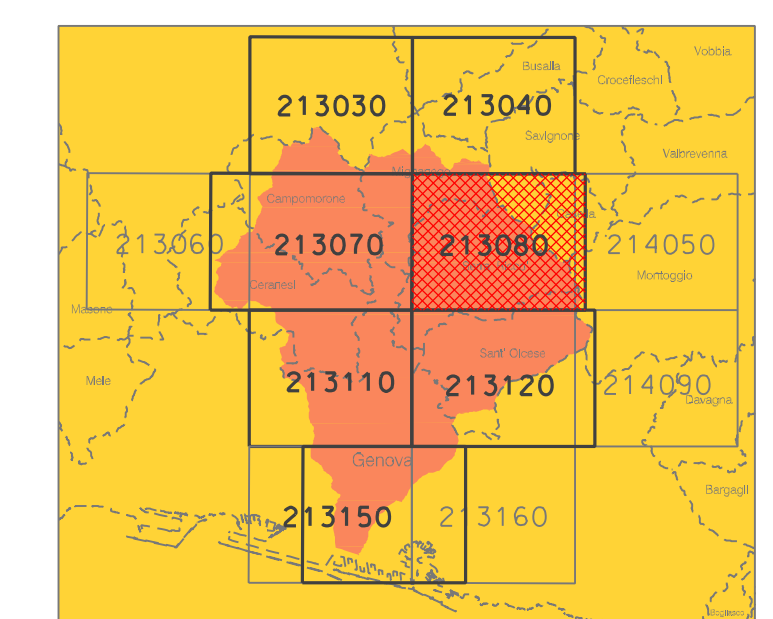 Vobbia
Busalla
Crocefieschi
213030
213040
Savignone
Valbrevenna
Campomorone
213060
213070
213080
214050
Montoggio
Ceranesi
Masone
Sant' Olcese
Mele
213110
213120
214090
Davagna
Genova
Bargagli
213150
213160
Bogliasco